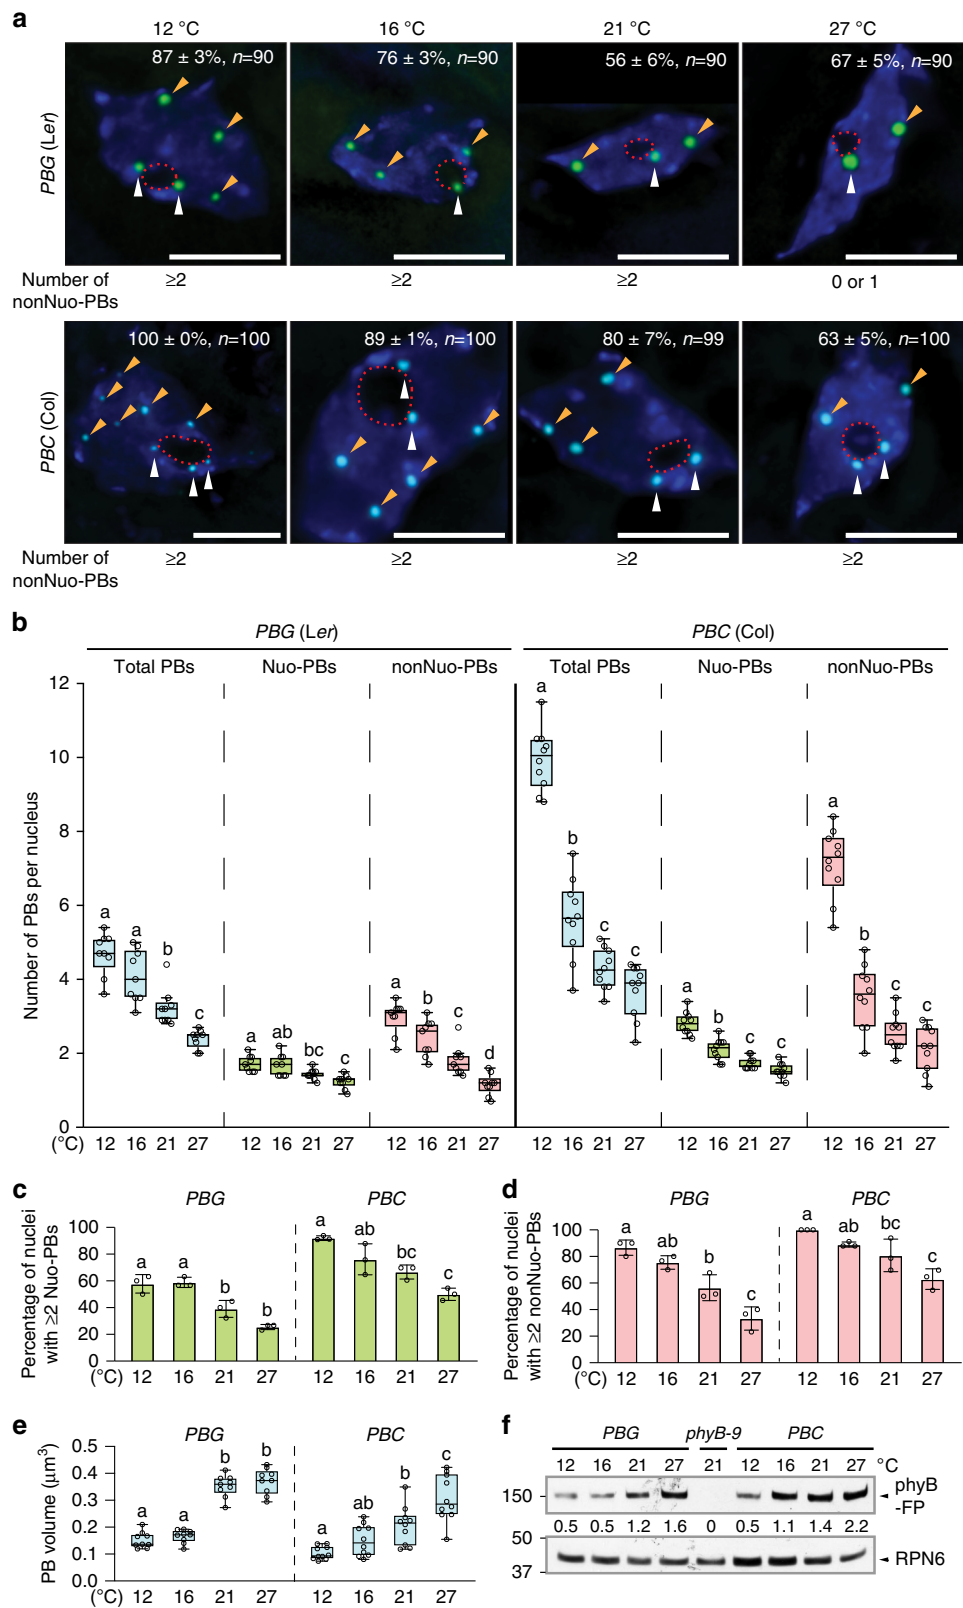 a
12 °C 16 °C 21 °C 27 °C
PBG (Ler)
87 ± 3%, n=90 76 ± 3%, n=90 56 ± 6%, n=90 67 ± 5%, n=90
Number of nonNuo-PBs ≥2 ≥2 ≥2 0 or 1
PBC (Col)
100 ± 0%, n=100 89 ± 1%, n=100 80 ± 7%, n=99 63 ± 5%, n=100
Number of nonNuo-PBs ≥2 ≥2 ≥2 ≥2
b
PBG (Ler) PBC (Col)
Total PBs Nuo-PBs nonNuo-PBs Total PBs Nuo-PBs nonNuo-PBs
Number of PBs per nucleus
12
10
8
6
4
2
0
a a b c a ab bc c a b c d a b c c a b c c a b c c
(°C) 12 16 21 27 12 16 21 27 12 16 21 27 12 16 21 27 12 16 21 27 12 16 21 27
c
PBG PBC
Percentage of nuclei with ≥2 Nuo-PBs
100
80
60
40
20
0
a a b b a ab bc c
(°C) 12 16 21 27 12 16 21 27
d
PBG PBC
Percentage of nuclei with ≥2 nonNuo-PBs
100
80
60
40
20
0
a ab b c a ab bc c
(°C) 12 16 21 27 12 16 21 27
e
PBG PBC
PB volume (μm³)
0.5
0.4
0.3
0.2
0.1
0.0
a a b b a ab b c
(°C) 12 16 21 27 12 16 21 27
f
PBG phyB-9 PBC
12 16 21 27 21 12 16 21 27 °C
150 phyB -FP
0.5 0.5 1.2 1.6 0 0.5 1.1 1.4 2.2
50
37 RPN6